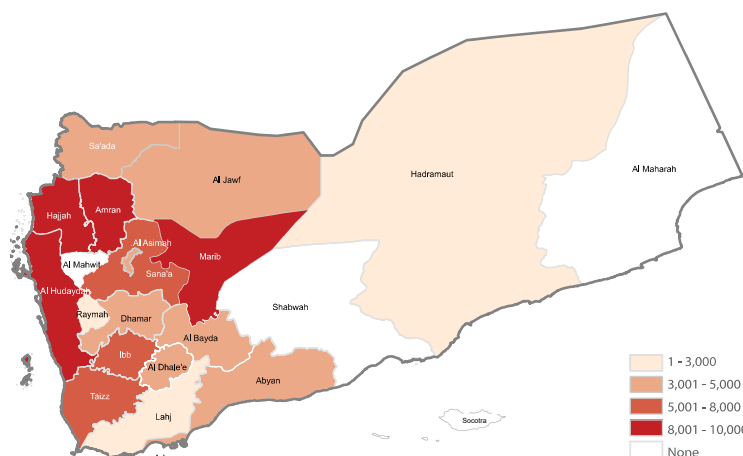 Sa'ada
Al Jawf
Hadramaut
Al Maharah
Hajjah
Amran
Al Asimah
Marib
Al Mahwit
Sana'a
Al Hudaydah
Raymah
Dhamar
Shabwah
Al Bayda
Ibb
Al Dhale'e
Abyan
Taizz
Lahj
Socotra
1 - 3,000
3,001 - 5,000
5,001 - 8,000
8,001 - 10,000
None